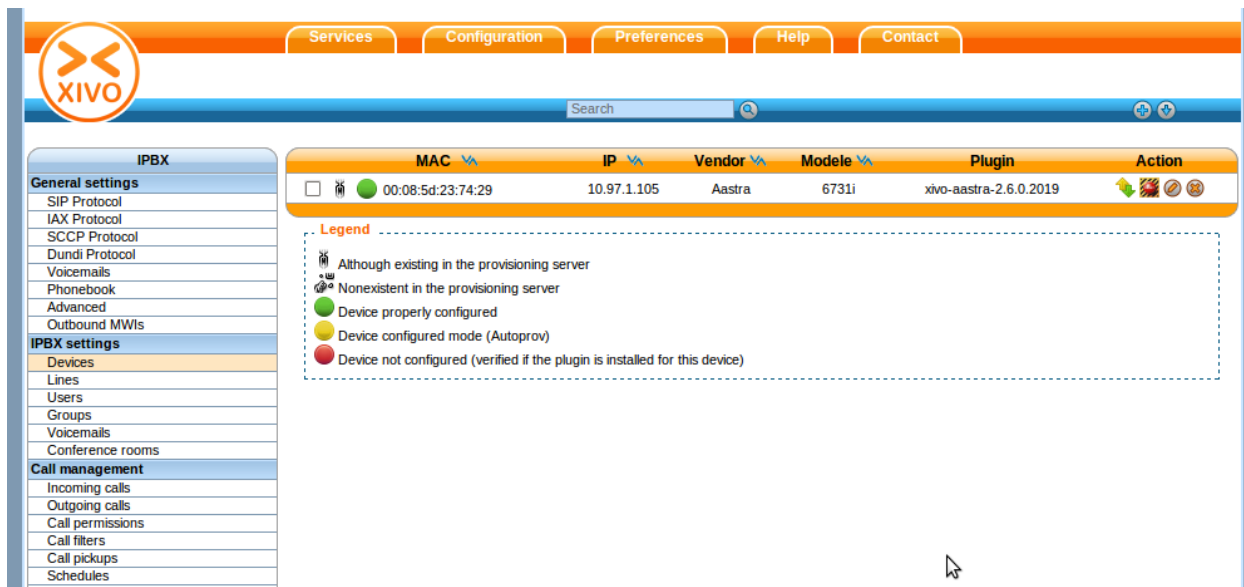 Services Configuration Preferences Help Contact
XIVO
Search
IPBX
General settings
SIP Protocol
IAX Protocol
SCCP Protocol
Dundi Protocol
Voicemails
Phonebook
Advanced
Outbound MWIs
IPBX settings
Devices
Lines
Users
Groups
Voicemails
Conference rooms
Call management
Incoming calls
Outgoing calls
Call permissions
Call filters
Call pickups
Schedules
MAC IP Vendor Modele Plugin Action
00:08:5d:23:74:29 10.97.1.105 Aastra 6731i xivo-aastra-2.6.0.2019
Legend
Although existing in the provisioning server
Nonexistent in the provisioning server
Device properly configured
Device configured mode (Autoprov)
Device not configured (verified if the plugin is installed for this device)